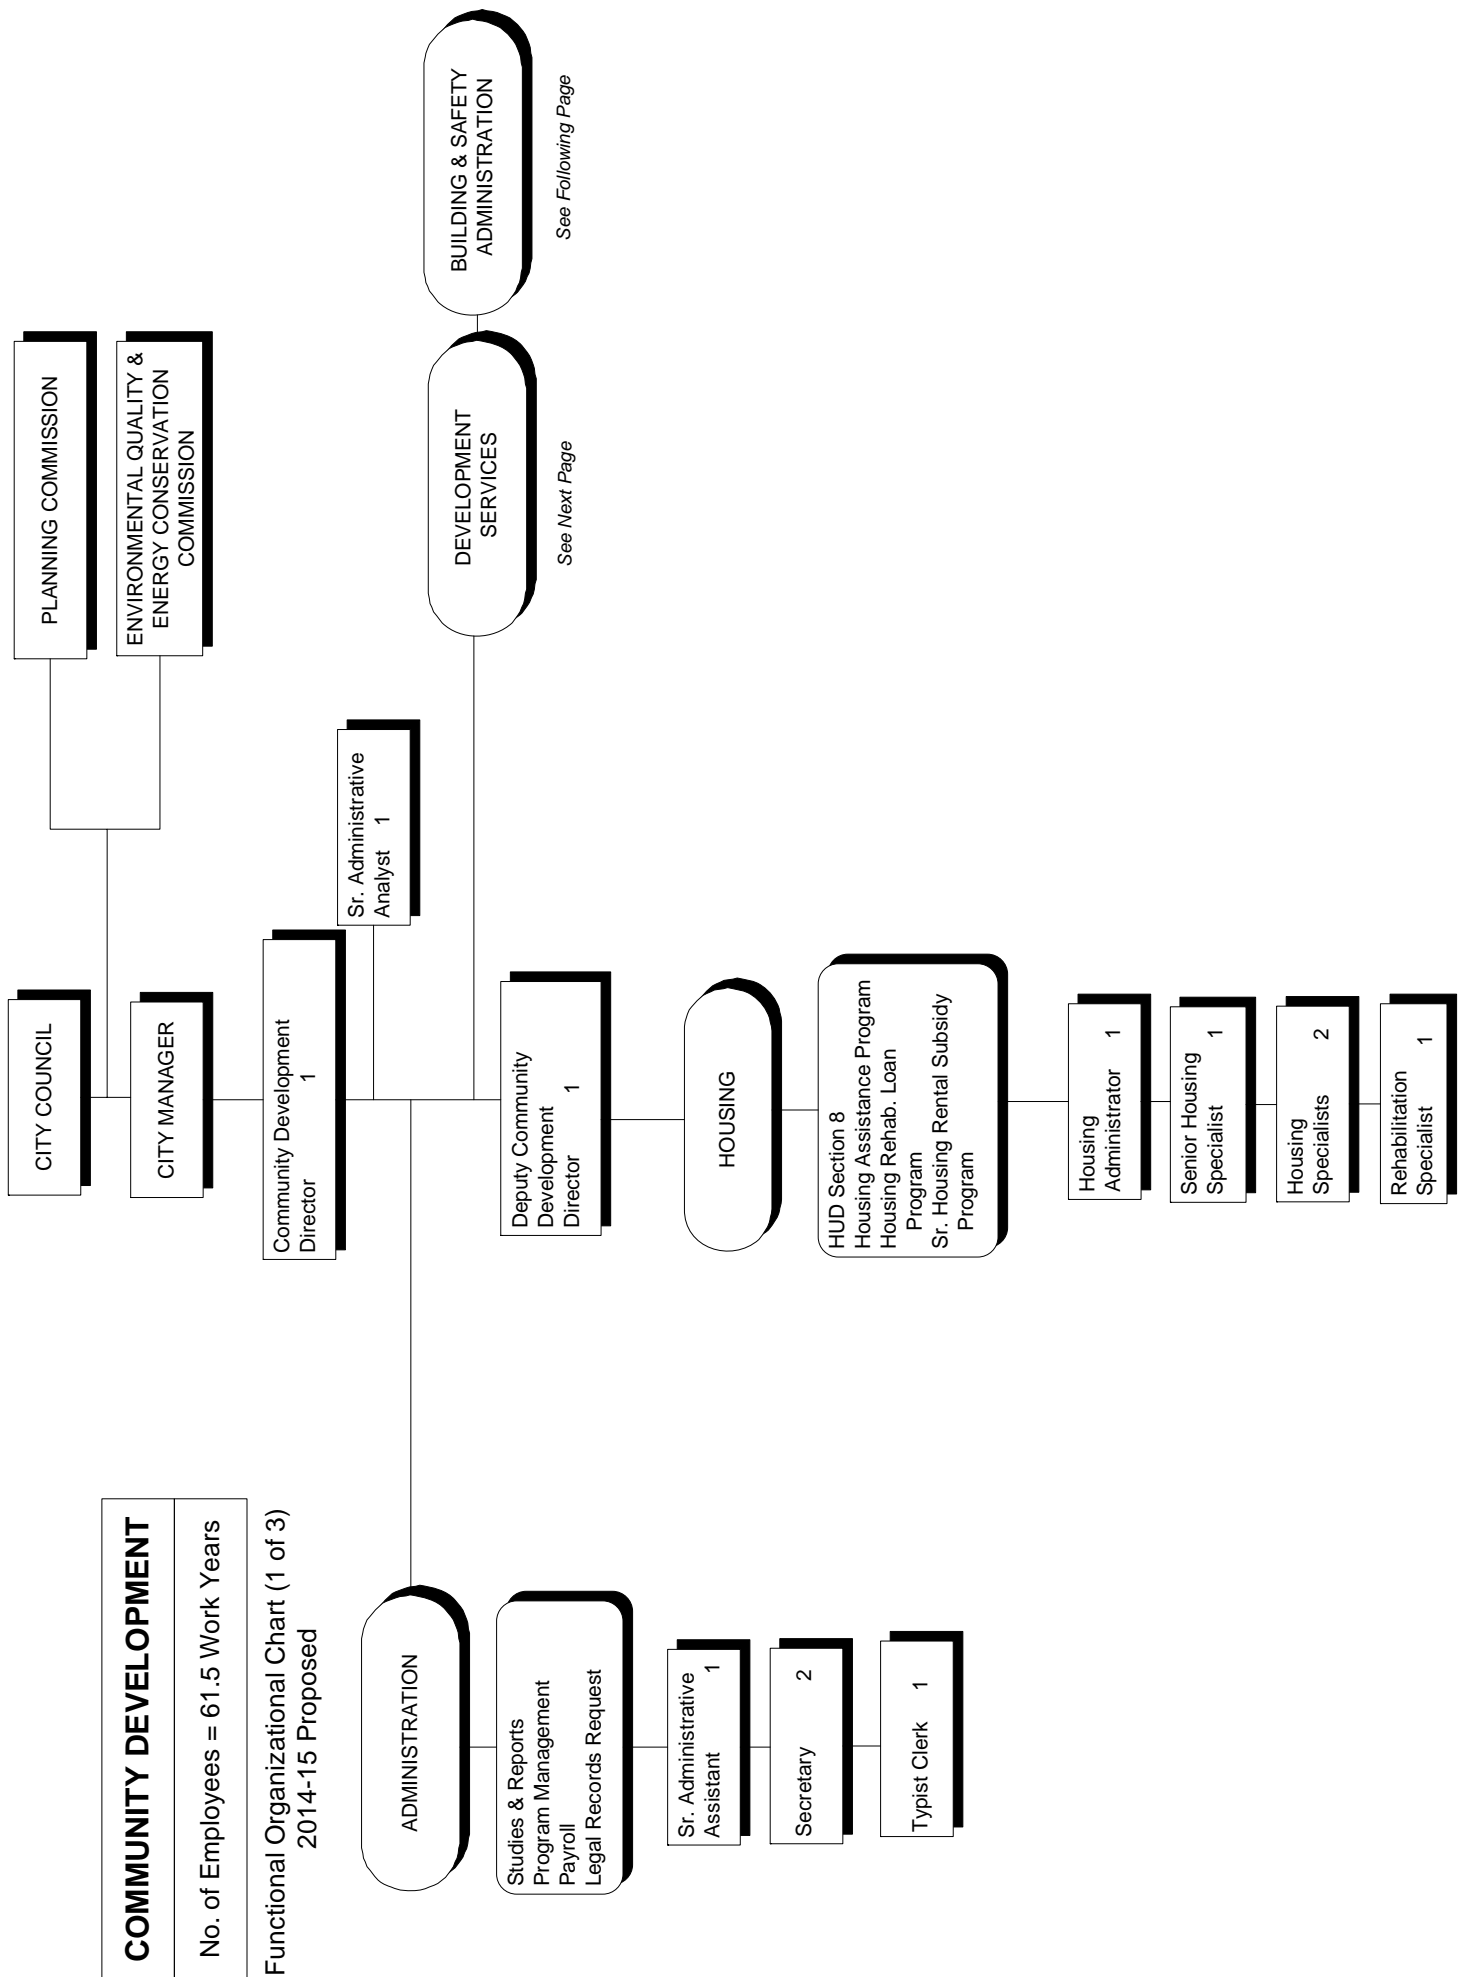 COMMUNITY DEVELOPMENT
No. of Employees = 61.5 Work Years
Functional Organizational Chart (1 of 3)
2014-15 Proposed
CITY COUNCIL
CITY MANAGER
PLANNING COMMISSION
ENVIRONMENTAL QUALITY &
ENERGY CONSERVATION
COMMISSION
Community Development
Director 1
Sr. Administrative
Analyst 1
ADMINISTRATION
Studies & Reports
Program Management
Payroll
Legal Records Request
Sr. Administrative
Assistant 1
Secretary 2
Typist Clerk 1
Deputy Community
Development
Director 1
HOUSING
HUD Section 8
Housing Assistance Program
Housing Rehab. Loan
Program
Sr. Housing Rental Subsidy
Program
Housing
Administrator 1
Senior Housing
Specialist 1
Housing
Specialists 2
Rehabilitation
Specialist 1
DEVELOPMENT
SERVICES
See Next Page
BUILDING & SAFETY
ADMINISTRATION
See Following Page